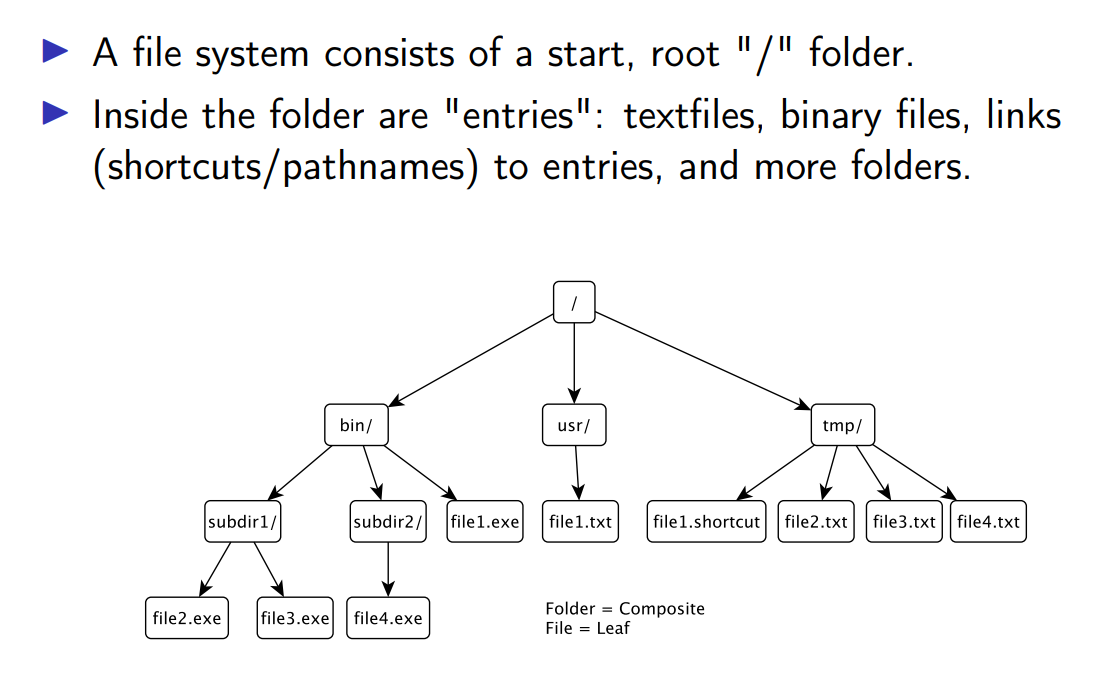 A file system consists of a start, root "/" folder.
Inside the folder are "entries": textfiles, binary files, links
(shortcuts/pathnames) to entries, and more folders.
/
bin/
usr/
tmp/
subdir1/
subdir2/
file1.exe
file1.txt
file1.shortcut
file2.txt
file3.txt
file4.txt
file2.exe
file3.exe
file4.exe
Folder = Composite
File = Leaf